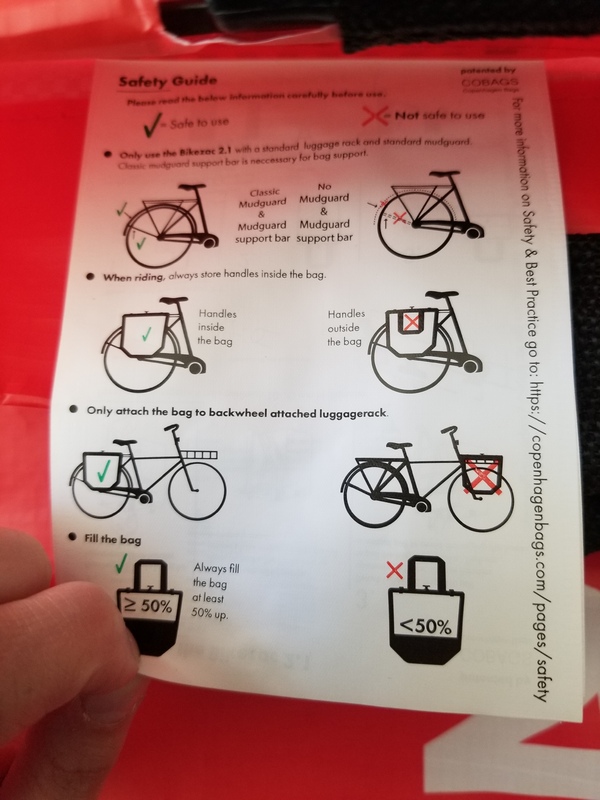 Safety Guide
patented by
COBAGS
Copenhagen Bags
Please read the below information carefully before use.
= Safe to use
= Not safe to use
Only use the Bikezac 2.1 with a standard luggage rack and standard mudguard.
Classic mudguard support bar is neccessary for bag support.
Classic
Mudguard
&
Mudguard
support bar
No
Mudguard
&
Mudguard
support bar
When riding, always store handles inside the bag.
Handles
inside
the bag
Handles
outside
the bag
Only attach the bag to backwheel attached luggagerack.
Fill the bag
≥ 50%
Always fill
the bag
at least
50% up.
<50%
For more information on Safety & Best Practice go to: https://copenhagenbags.com/pages/safety